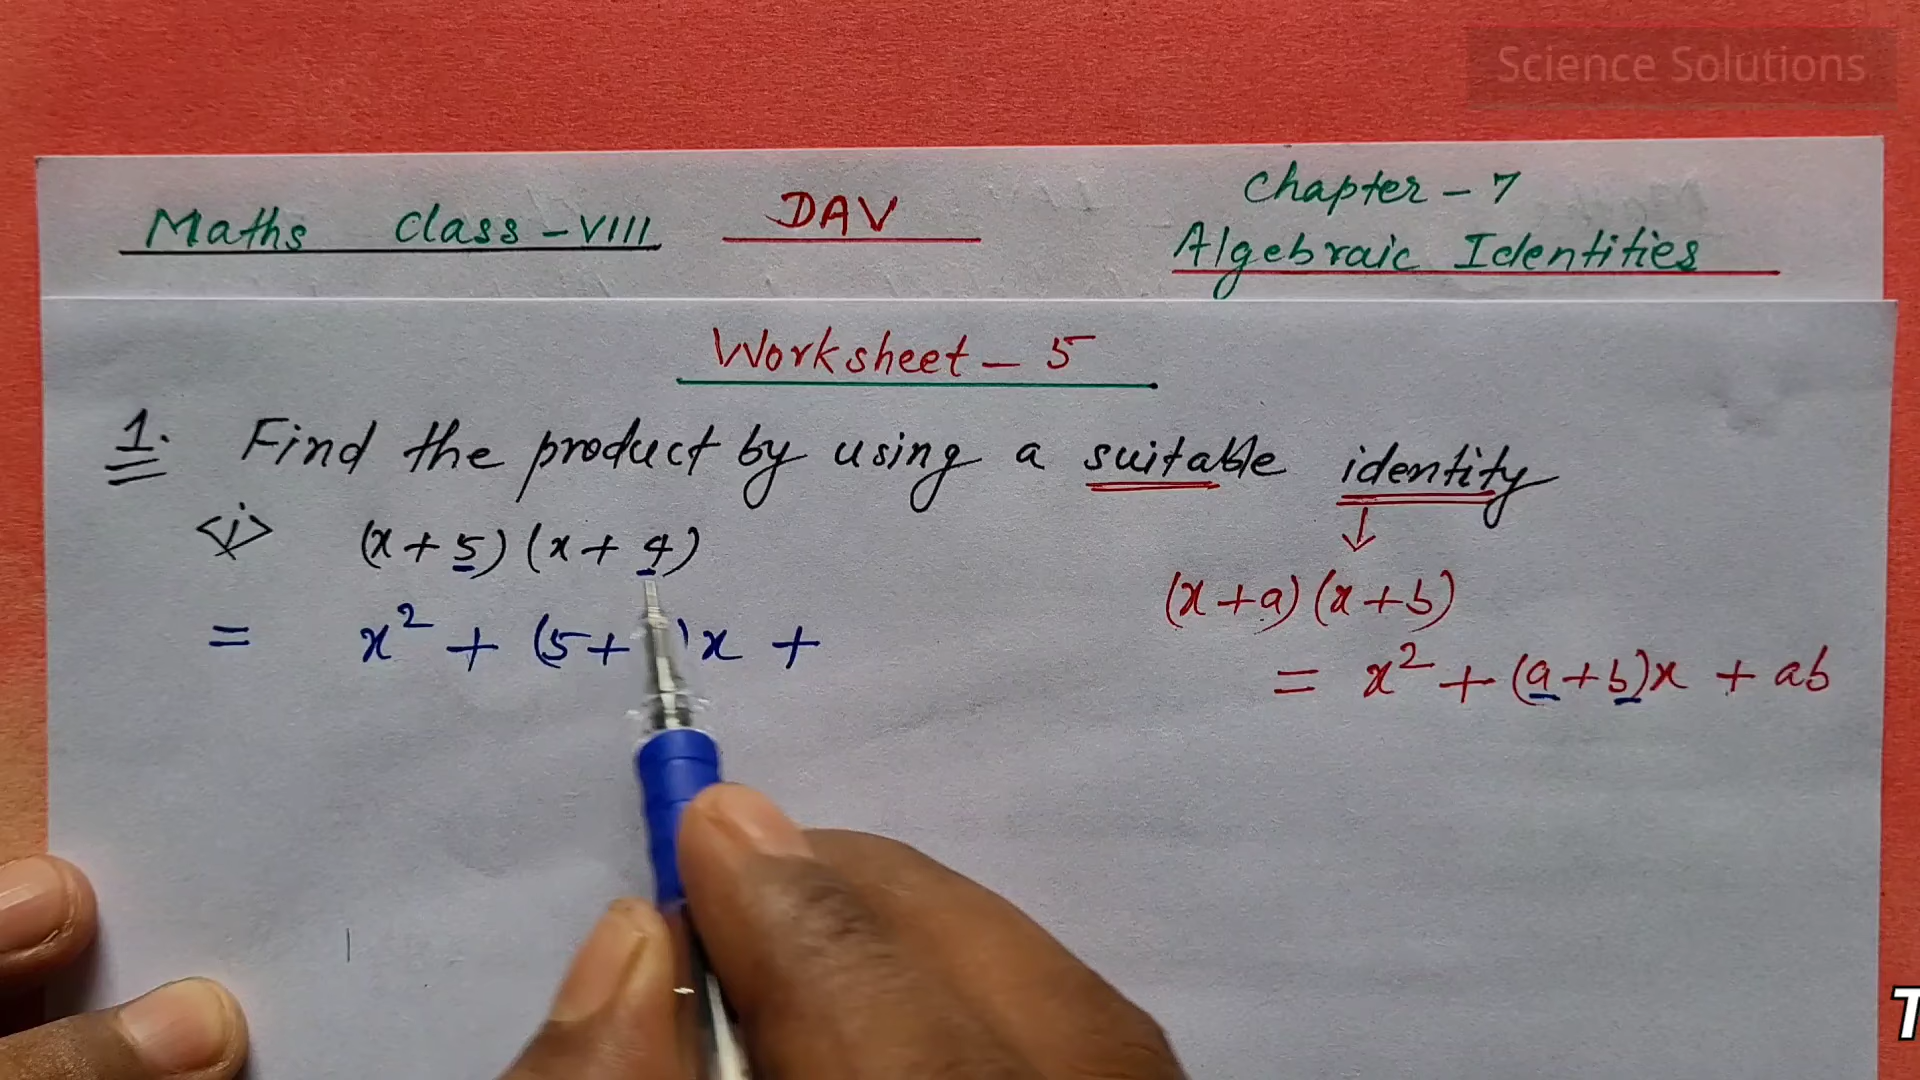 Science Solutions
Maths Class - VIII DAV Chapter - 7
Algebraic Identities
Worksheet - 5
1. Find the product by using a suitable identity
<i> (x + 5) (x + 4)
(x + a) (x + b)
= x² + (5 + )x +
= x² + (a + b)x + ab
T